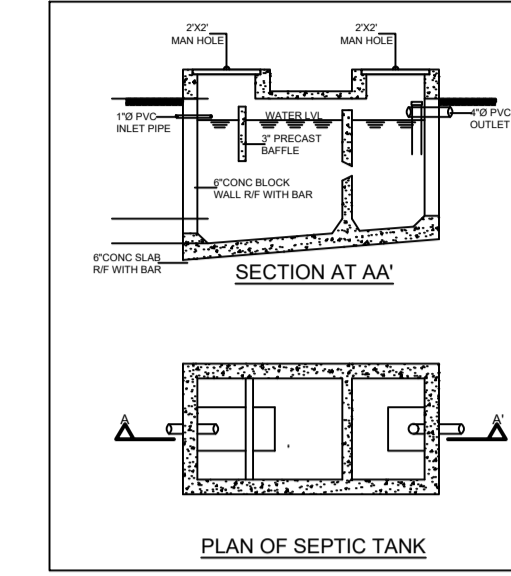 2'X2'
MAN HOLE
2'X2'
MAN HOLE
1"Ø PVC
INLET PIPE
WATER LVL
3" PRECAST
BAFFLE
4"Ø PVC
OUTLET
6"CONC BLOCK
WALL R/F WITH BAR
6"CONC SLAB
R/F WITH BAR
SECTION AT AA'
A
A'
PLAN OF SEPTIC TANK